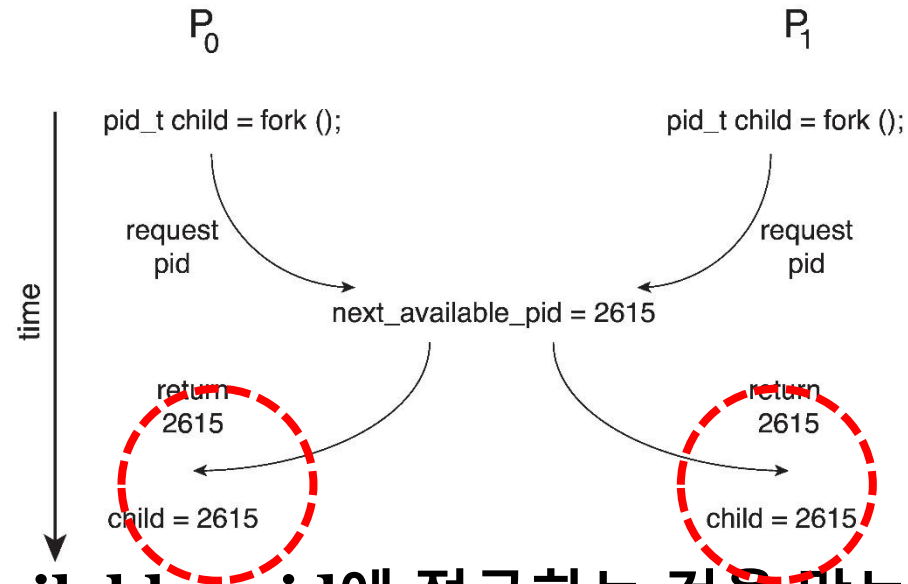 P0
P1
pid_t child = fork ();
pid_t child = fork ();
request
pid
request
pid
time
next_available_pid = 2615
return
2615
return
2615
child = 2615
child = 2615